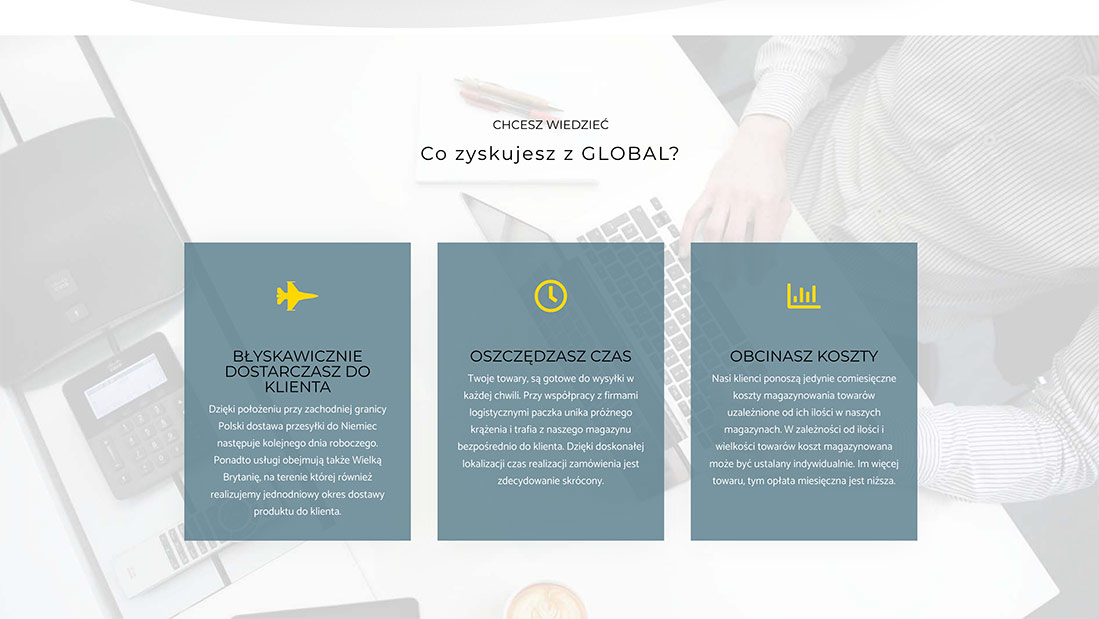 CHCESZ WIEDZIEĆ
Co zyskujesz z GLOBAL?
BŁYSKAWICZNIE
DOSTARCZASZ DO
KLIENTA
Dzięki położeniu przy zachodniej granicy
Polski dostawa przesyłki do Niemiec
następuje kolejnego dnia roboczego.
Ponadto usługi obejmują także Wielką
Brytanię, na terenie której również
realizujemy jednodniowy okres dostawy
produktu do klienta.
OSZCZĘDZASZ CZAS
Twoje towary, są gotowe do wysyłki w
każdej chwili. Przy współpracy z firmami
logistycznymi paczka unika próżnego
krążenia i trafia z naszego magazynu
bezpośrednio do klienta. Dzięki doskonałej
lokalizacji czas realizacji zamówienia jest
zdecydowanie skrócony.
OBCINASZ KOSZTY
Nasi klienci ponoszą jedynie comiesięczne
koszty magazynowania towarów
uzależnione od ich ilości w naszych
magazynach. W zależności od ilości i
wielkości towarów koszt magazynowana
może być ustalany indywidualnie. Im więcej
towaru, tym opłata miesięczna jest niższa.